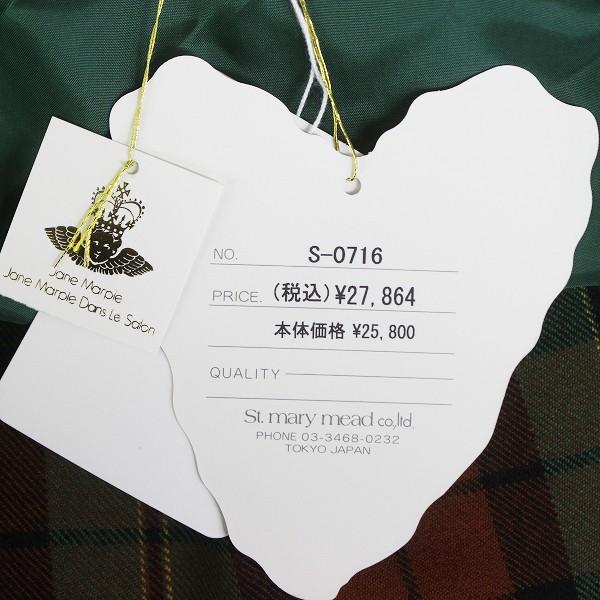 Jane Marple
Jane Marple Dans Le Salon
NO. S-0716
PRICE. (税込)¥27,864
本体価格 ¥25,800
QUALITY
St. mary mead co,.ltd.
PHONE 03-3468-0232
TOKYO JAPAN